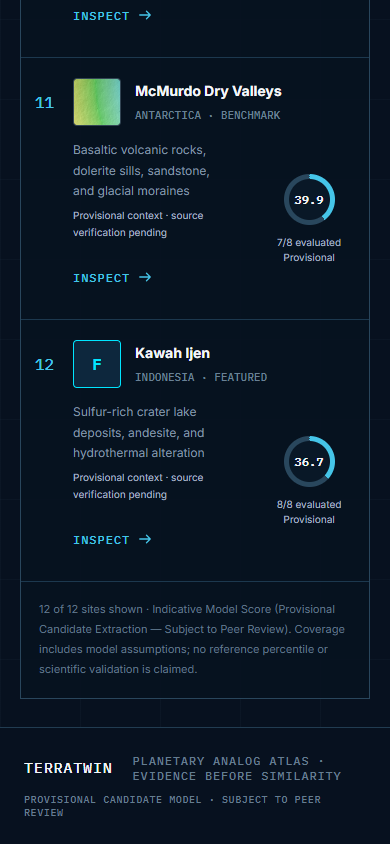 INSPECT →
11
McMurdo Dry Valleys
ANTARCTICA · BENCHMARK
Basaltic volcanic rocks,
dolerite sills, sandstone,
and glacial moraines
Provisional context · source
verification pending
39.9
7/8 evaluated
Provisional
INSPECT →
12
F
Kawah Ijen
INDONESIA · FEATURED
Sulfur-rich crater lake
deposits, andesite, and
hydrothermal alteration
Provisional context · source
verification pending
36.7
8/8 evaluated
Provisional
INSPECT →
12 of 12 sites shown · Indicative Model Score (Provisional
Candidate Extraction — Subject to Peer Review). Coverage
includes model assumptions; no reference percentile or
scientific validation is claimed.
TERRATWIN
PLANETARY ANALOG ATLAS ·
EVIDENCE BEFORE SIMILARITY
PROVISIONAL CANDIDATE MODEL · SUBJECT TO PEER
REVIEW